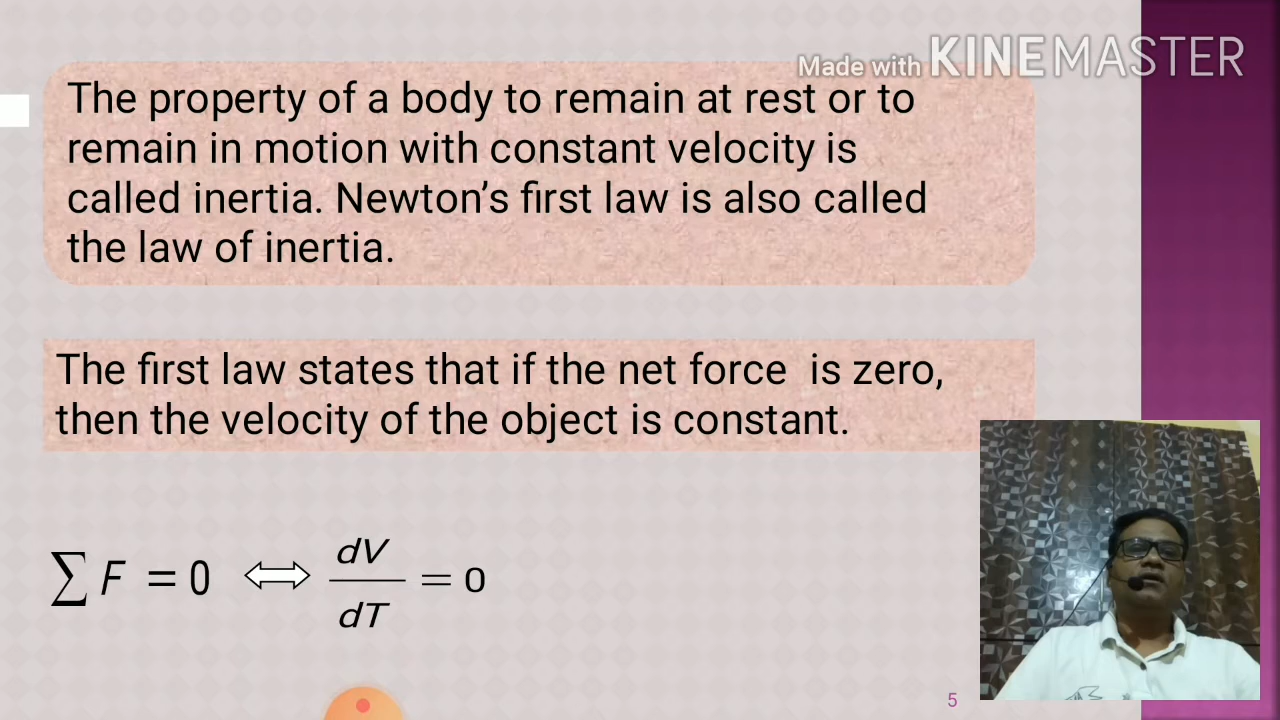 Made with KINEMASTER
The property of a body to remain at rest or to
remain in motion with constant velocity is
called inertia. Newton’s first law is also called
the law of inertia.
The first law states that if the net force is zero,
then the velocity of the object is constant.
∑ F = 0 ⇔ dV/dT = 0
5